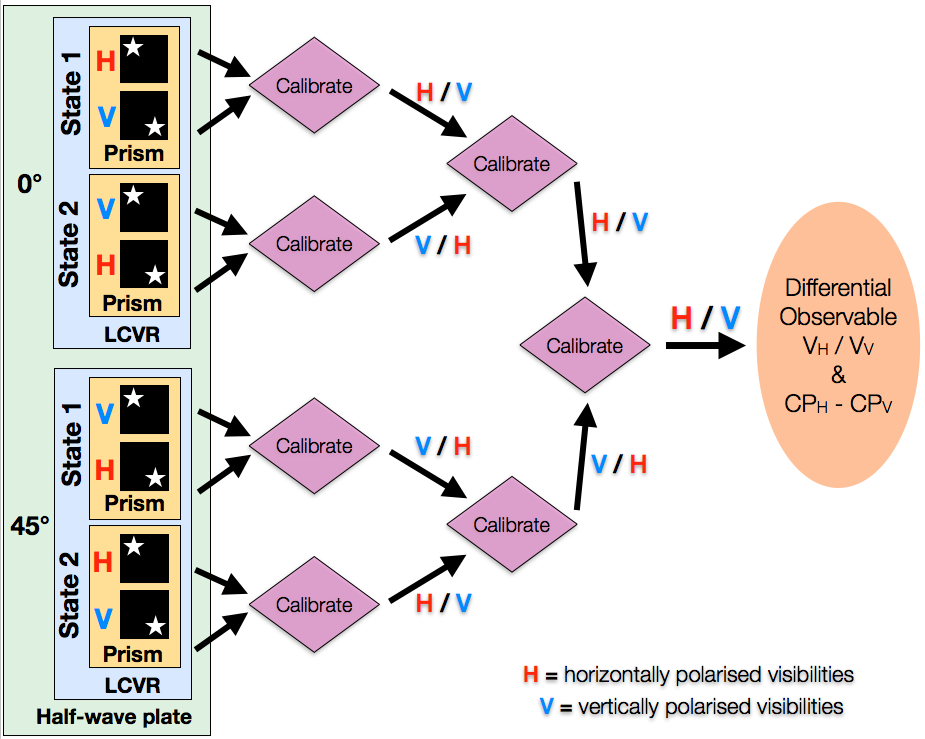 0°
State 1
H
V
Prism
State 2
V
H
Prism
LCVR
45°
State 1
V
H
Prism
State 2
H
V
Prism
LCVR
Half-wave plate
Calibrate
Calibrate
Calibrate
Calibrate
H / V
V / H
V / H
H / V
Calibrate
Calibrate
H / V
V / H
Calibrate
H / V
Differential
Observable
VH / VV
&
CPH - CPV
H = horizontally polarised visibilities
V = vertically polarised visibilities